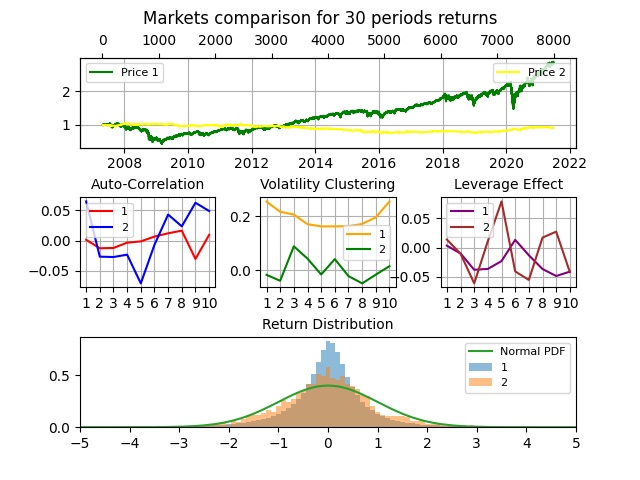 Markets comparison for 30 periods returns
0 1000 2000 3000 4000 5000 6000 7000 8000
Price 1
Price 2
2
1
2008 2010 2012 2014 2016 2018 2020 2022
Auto-Correlation
Volatility Clustering
Leverage Effect
0.05
0.00
−0.05
1
2
1 2 3 4 5 6 7 8 9 10
0.2
0.0
1
2
1 2 3 4 5 6 7 8 9 10
0.05
0.00
−0.05
1
2
1 2 3 4 5 6 7 8 9 10
Return Distribution
0.5
0.0
Normal PDF
1
2
−5 −4 −3 −2 −1 0 1 2 3 4 5